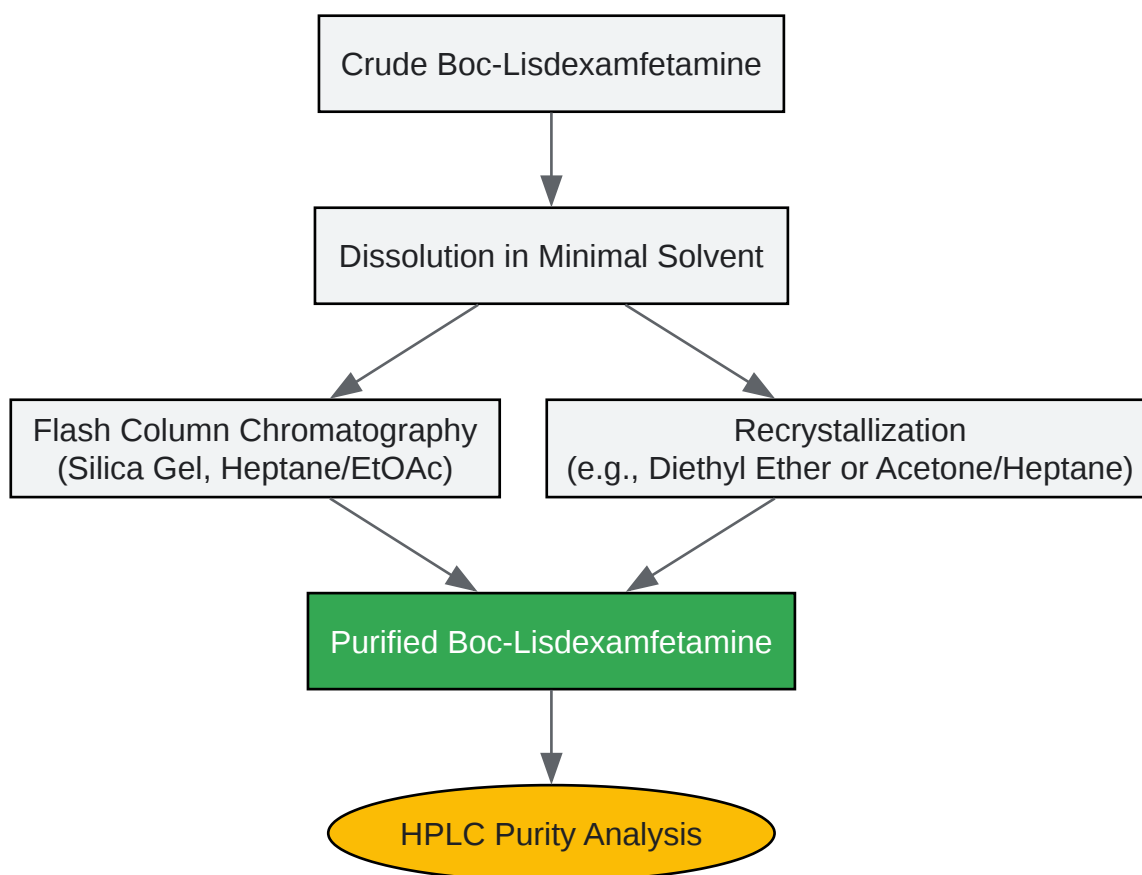 Crude Boc-Lisdexamfetamine
Dissolution in Minimal Solvent
Flash Column Chromatography
(Silica Gel, Heptane/EtOAc)
Recrystallization
(e.g., Diethyl Ether or Acetone/Heptane)
Purified Boc-Lisdexamfetamine
HPLC Purity Analysis